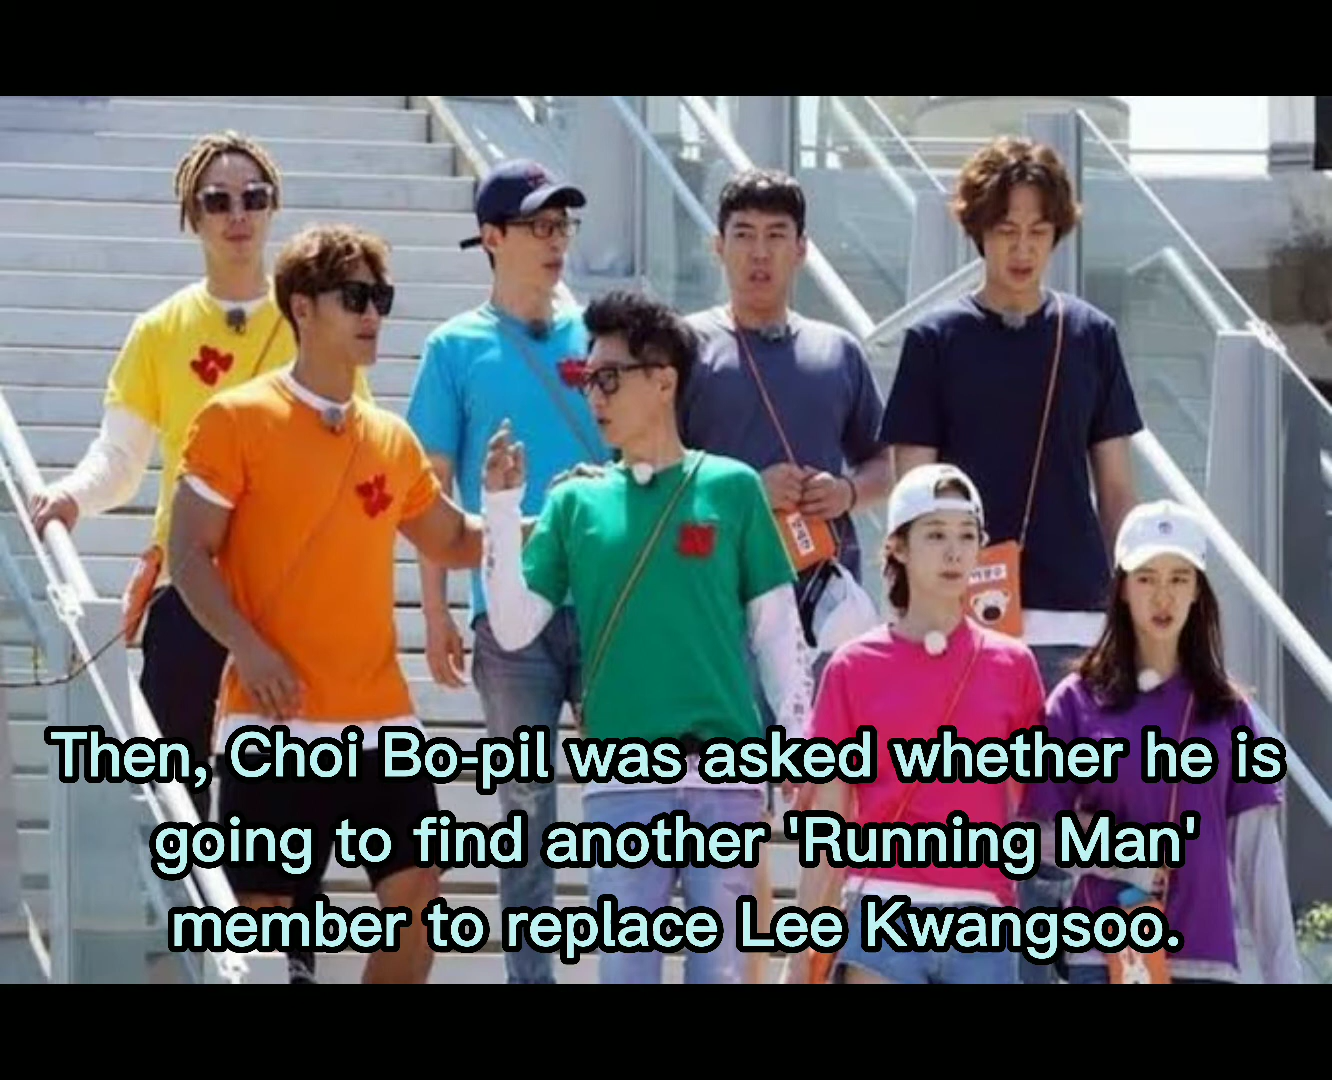 Then, Choi Bo-pil was asked whether he is
going to find another 'Running Man'
member to replace Lee Kwangsoo.